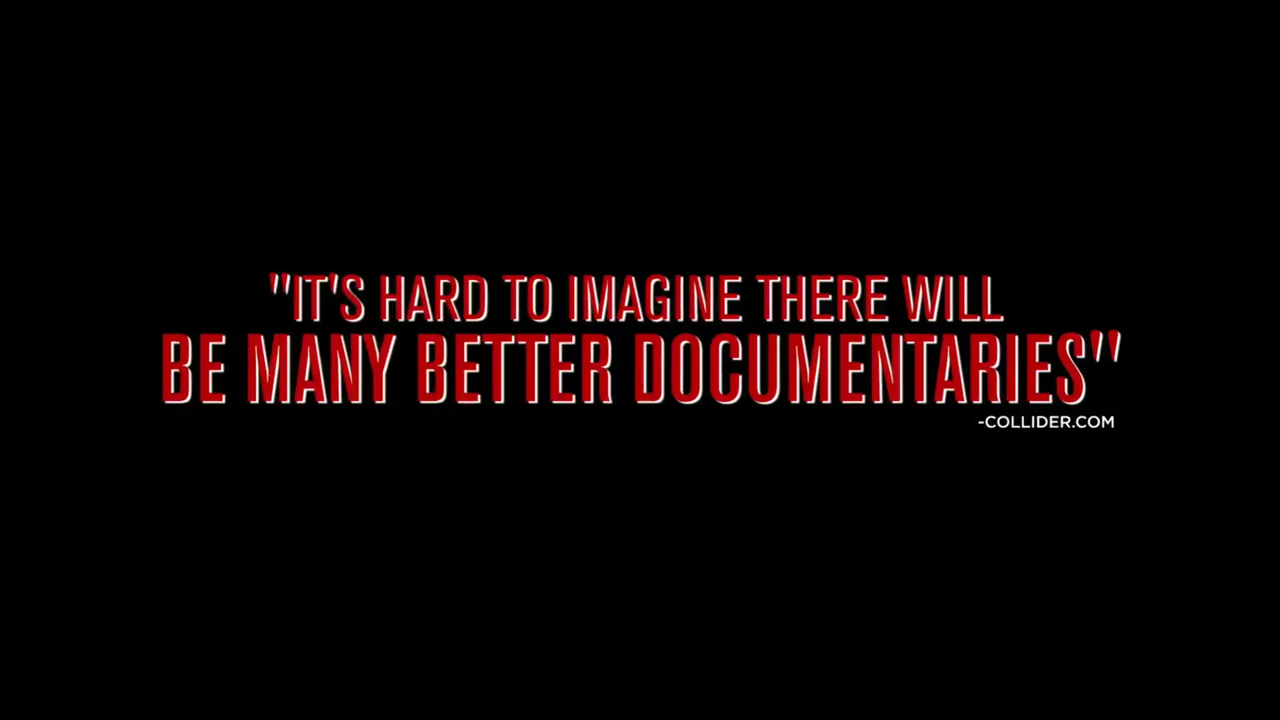 "IT'S HARD TO IMAGINE THERE WILL
BE MANY BETTER DOCUMENTARIES"
-COLLIDER.COM